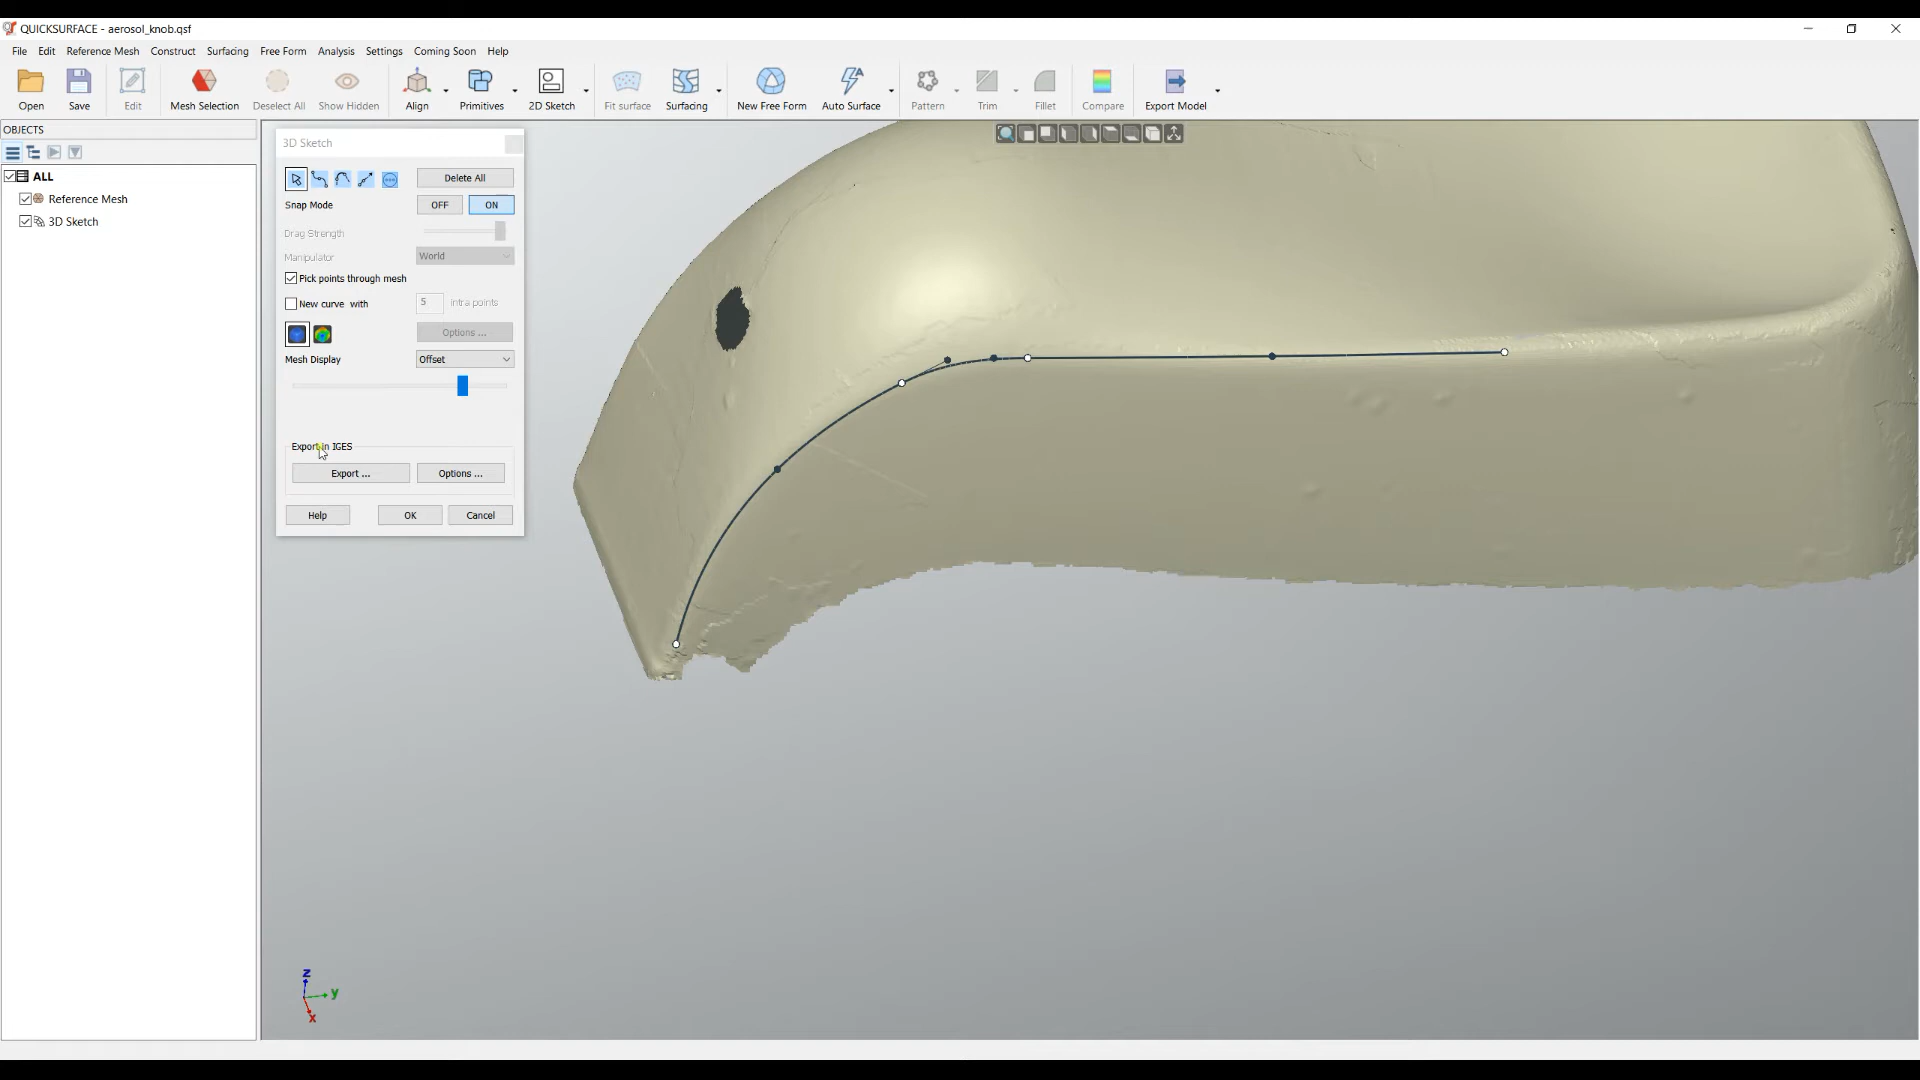 QUICKSURFACE - aerosol_knob.qsf
File Edit Reference Mesh Construct Surfacing Free Form Analysis Settings Coming Soon Help
Open Save Edit Mesh Selection Deselect All Show Hidden Align Primitives 2D Sketch Fit surface Surfacing New Free Form Auto Surface Pattern Trim Fillet Compare Export Model
OBJECTS
ALL
Reference Mesh
3D Sketch
3D Sketch
Delete All
Snap Mode OFF ON
Drag Strength
Manipulator World
Pick points through mesh
New curve with 5 intra points
Options ...
Mesh Display Offset
Export in IGES
Export ... Options ...
Help OK Cancel
z
y
x